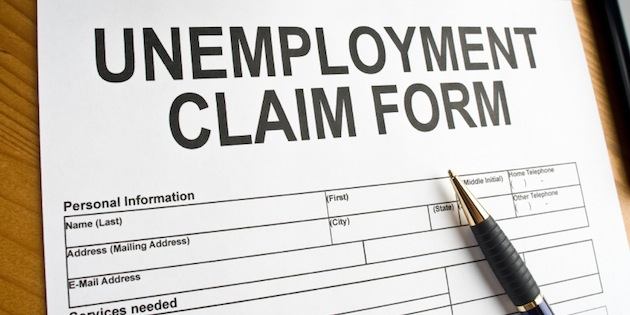 UNEMPLOYMENT
CLAIM FORM
Personal Information
Name (Last) (First) Middle Initial) Home Telephone
( ) -
Address (Mailing Address) (City) (State) Other Telephone
( ) -
E-Mail Address
Services needed